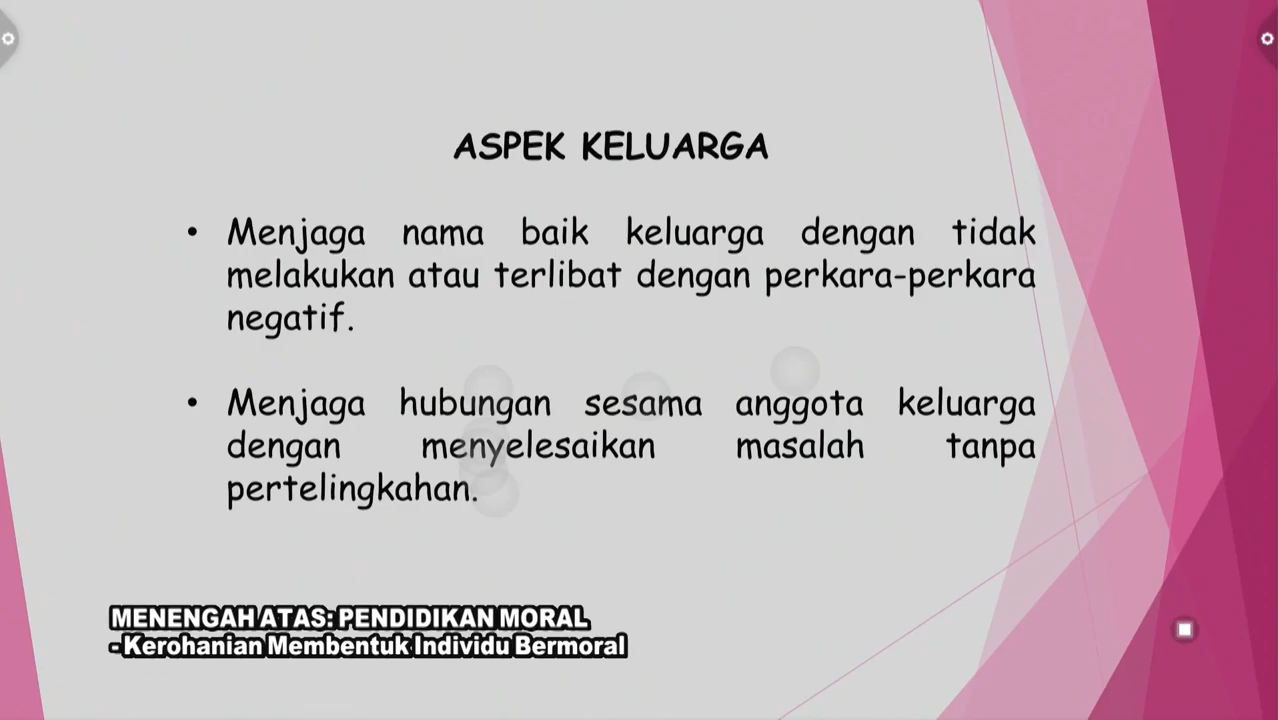 ASPEK KELUARGA
• Menjaga nama baik keluarga dengan tidak
melakukan atau terlibat dengan perkara-perkara
negatif.
• Menjaga hubungan sesama anggota keluarga
dengan menyelesaikan masalah tanpa
pertelingkahan.
MENENGAH ATAS: PENDIDIKAN MORAL
- Kerohanian Membentuk Individu Bermoral